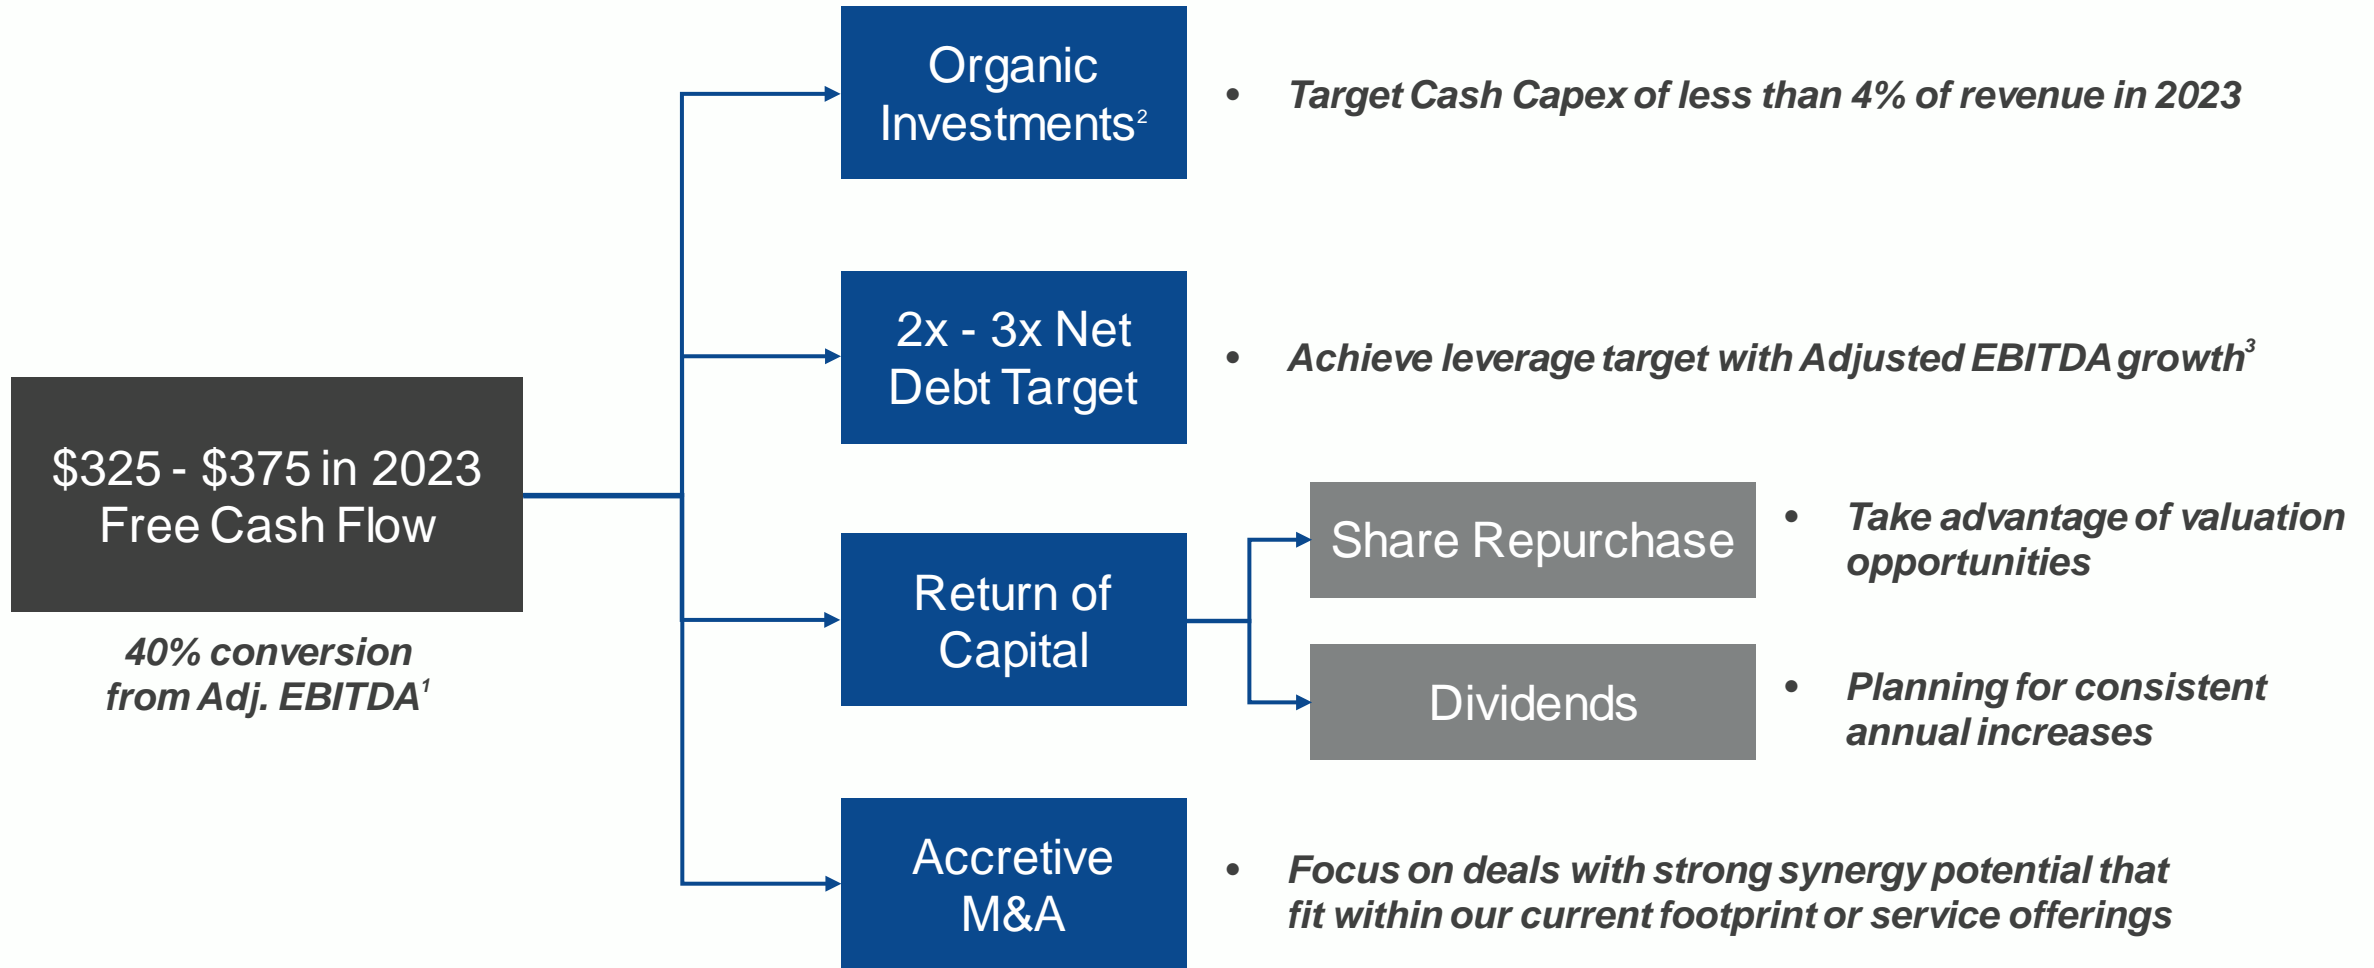 Organic
Investments²
• Target Cash Capex of less than 4% of revenue in 2023
2x - 3x Net
Debt Target
• Achieve leverage target with Adjusted EBITDA growth³
$325 - $375 in 2023
Free Cash Flow
40% conversion
from Adj. EBITDA¹
Return of
Capital
Share Repurchase
• Take advantage of valuation
opportunities
Dividends
• Planning for consistent
annual increases
Accretive
M&A
• Focus on deals with strong synergy potential that
fit within our current footprint or service offerings